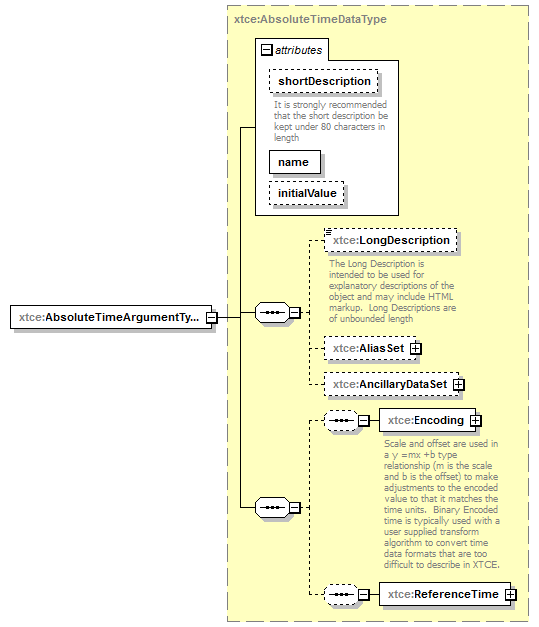 xtce:AbsoluteTimeDataType
attributes
shortDescription
It is strongly recommended
that the short description be
kept under 80 characters in
length
name
initialValue
xtce:LongDescription
The Long Description is
intended to be used for
explanatory descriptions of the
object and may include HTML
markup.  Long Descriptions are
of unbounded length
xtce:AbsoluteTimeArgumentTy...
xtce:AliasSet
xtce:AncillaryDataSet
xtce:Encoding
Scale and offset are used in
a y =mx +b type
relationship (m is the scale
and b is the offset) to make
adjustments to the encoded
value to that it matches the
time units.  Binary Encoded
time is typically used with a
user supplied transform
algorithm to convert time
data formats that are too
difficult to describe in XTCE.
xtce:ReferenceTime